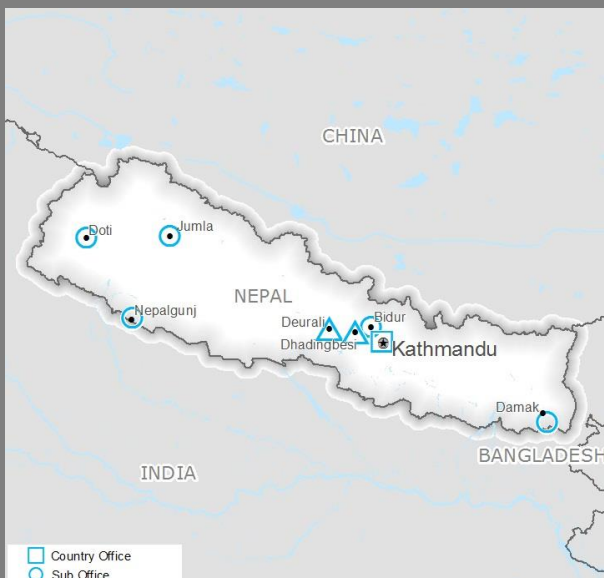 CHINA
Doti
Jumla
NEPAL
Nepalgunj
Deurali
Bidur
Dhadingbesi
Kathmandu
Damak
BANGLADESH
INDIA
Country Office
Sub Office